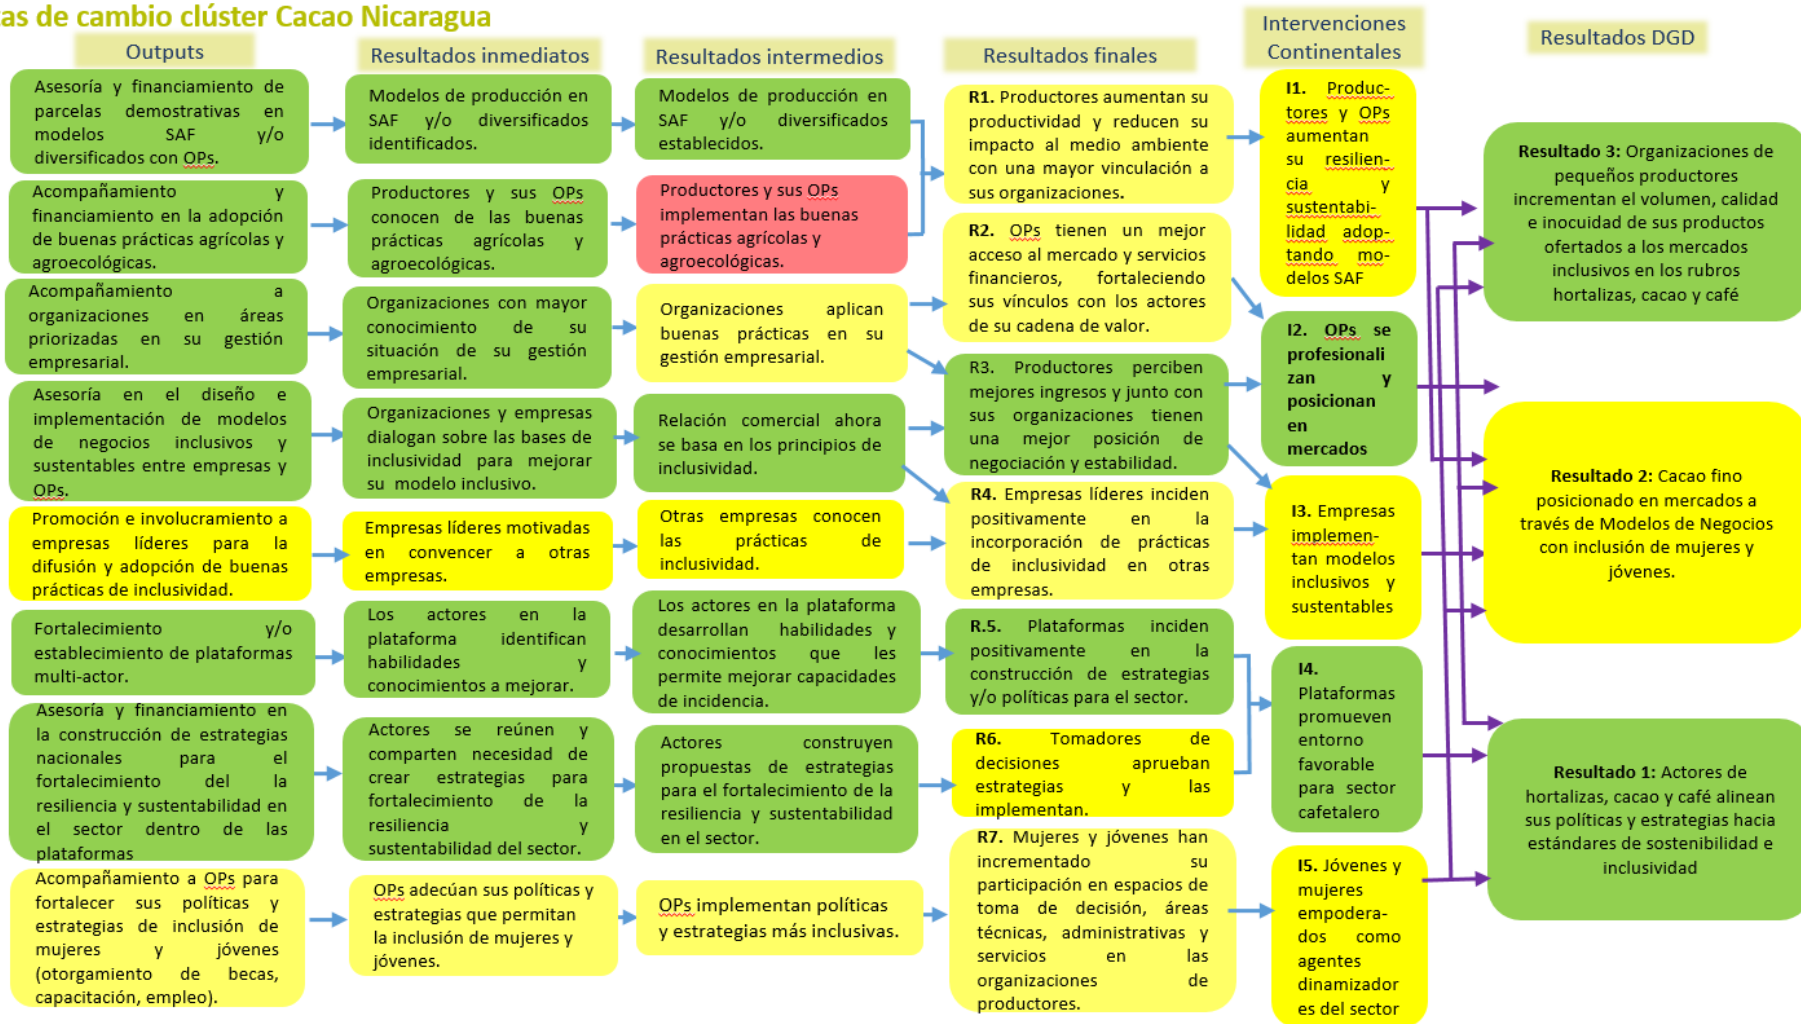 as de cambio clúster Cacao Nicaragua
Outputs
Asesoría y financiamiento de
parcelas demostrativas en
modelos SAF y/o
diversificados con OPs.
Acompañamiento y
financiamiento en la adopción
de buenas prácticas agrícolas y
agroecológicas.
Acompañamiento a
organizaciones en áreas
priorizadas en su gestión
empresarial.
Asesoría en el diseño e
implementación de modelos
de negocios inclusivos y
sustentables entre empresas y
OPs.
Promoción e involucramiento a
empresas líderes para la
difusión y adopción de buenas
prácticas de inclusividad.
Fortalecimiento y/o
establecimiento de plataformas
multi-actor.
Asesoría y financiamiento en
la construcción de estrategias
nacionales para el
fortalecimiento del la
resiliencia y sustentabilidad en
el sector dentro de las
plataformas
Acompañamiento a OPs para
fortalecer sus políticas y
estrategias de inclusión de
mujeres y jóvenes
(otorgamiento de becas,
capacitación, empleo).
Resultados inmediatos
Modelos de producción en
SAF y/o diversificados
identificados.
Productores y sus OPs
conocen de las buenas
prácticas agrícolas y
agroecológicas.
Organizaciones con mayor
conocimiento de su
situación de su gestión
empresarial.
Organizaciones y empresas
dialogan sobre las bases de
inclusividad para mejorar
su modelo inclusivo.
Empresas líderes motivadas
en convencer a otras
empresas.
Los actores en la
plataforma identifican
habilidades y
conocimientos a mejorar.
Actores se reúnen y
comparten necesidad de
crear estrategias para
fortalecimiento de la
resiliencia y
sustentabilidad del sector.
OPs adecúan sus políticas y
estrategias que permitan
la inclusión de mujeres y
jóvenes.
Resultados intermedios
Modelos de producción en
SAF y/o diversificados
establecidos.
Productores y sus OPs
implementan las buenas
prácticas agrícolas y
agroecológicas.
Organizaciones aplican
buenas prácticas en su
gestión empresarial.
Relación comercial ahora
se basa en los principios de
inclusividad.
Otras empresas conocen
las prácticas de
inclusividad.
Los actores en la plataforma
desarrollan habilidades y
conocimientos que les
permite mejorar capacidades
de incidencia.
Actores construyen
propuestas de estrategias
para el fortalecimiento de la
resiliencia y sustentabilidad
en el sector.
OPs implementan políticas
y estrategias más inclusivas.
Resultados finales
R1. Productores aumentan su
productividad y reducen su
impacto al medio ambiente
con una mayor vinculación a
sus organizaciones.
R2. OPs tienen un mejor
acceso al mercado y servicios
financieros, fortaleciendo
sus vínculos con los actores
de su cadena de valor.
R3. Productores perciben
mejores ingresos y junto con
sus organizaciones tienen
una mejor posición de
negociación y estabilidad.
R4. Empresas líderes inciden
positivamente en la
incorporación de prácticas
de inclusividad en otras
empresas.
R.5. Plataformas inciden
positivamente en la
construcción de estrategias
y/o políticas para el sector.
R6. Tomadores de
decisiones aprueban
estrategias y las
implementan.
R7. Mujeres y jóvenes han
incrementado su
participación en espacios de
toma de decisión, áreas
técnicas, administrativas y
servicios en las
organizaciones de
productores.
Intervenciones
Continentales
I1. Produc-
tores y OPs
aumentan
su resilien-
cia y
sustentabi-
lidad adop-
tando mo-
delos SAF
I2. OPs se
profesionali
zan y
posicionan
en
mercados
I3. Empresas
implemen-
tan modelos
inclusivos y
sustentables
I4.
Plataformas
promueven
entorno
favorable
para sector
cafetalero
I5. Jóvenes y
mujeres
empodera-
dos como
agentes
dinamizador
es del sector
Resultados DGD
Resultado 3: Organizaciones de
pequeños productores
incrementan el volumen, calidad
e inocuidad de sus productos
ofertados a los mercados
inclusivos en los rubros
hortalizas, cacao y café
Resultado 2: Cacao fino
posicionado en mercados a
través de Modelos de Negocios
con inclusión de mujeres y
jóvenes.
Resultado 1: Actores de
hortalizas, cacao y café alinean
sus políticas y estrategias hacia
estándares de sostenibilidad e
inclusividad